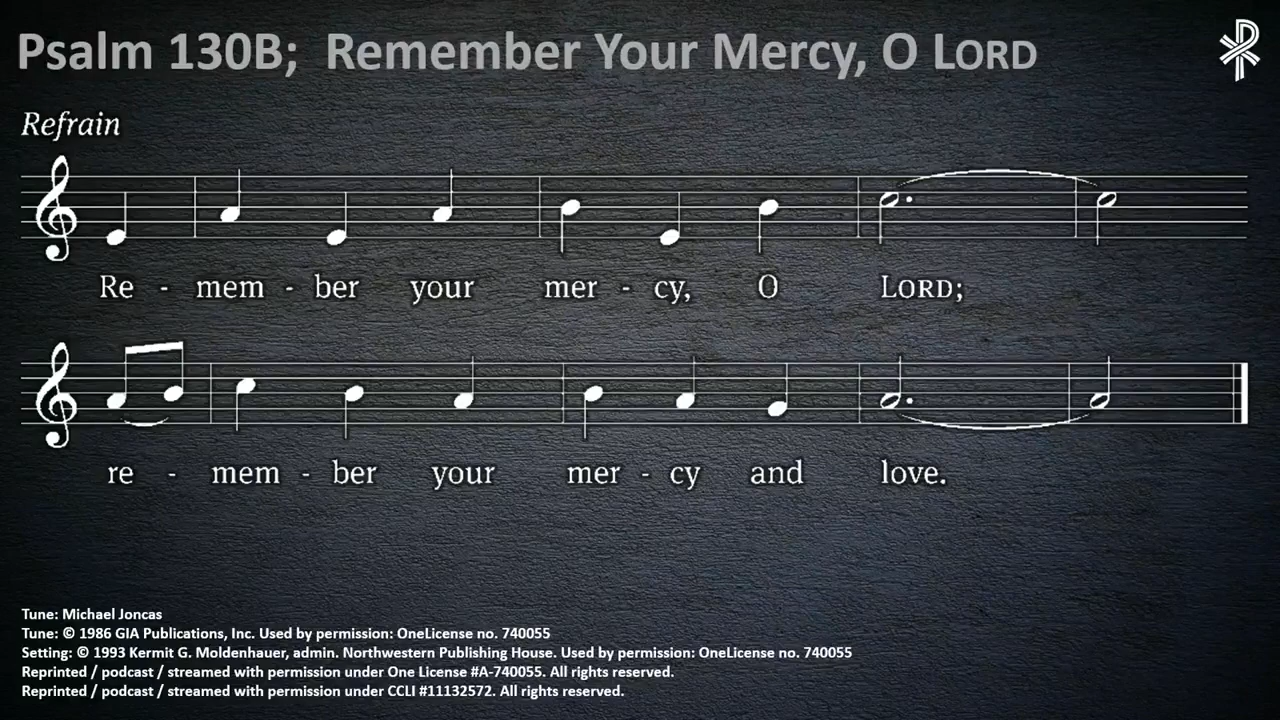 Psalm 130B; Remember Your Mercy, O LORD
Refrain
Re - mem - ber your mer - cy, O LORD;
re - mem - ber your mer - cy and love.
Tune: Michael Joncas
Tune: © 1986 GIA Publications, Inc. Used by permission: OneLicense no. 740055
Setting: © 1993 Kermit G. Moldenhauer, admin. Northwestern Publishing House. Used by permission: OneLicense no. 740055
Reprinted / podcast / streamed with permission under One License #A-740055. All rights reserved.
Reprinted / podcast / streamed with permission under CCLI #11132572. All rights reserved.